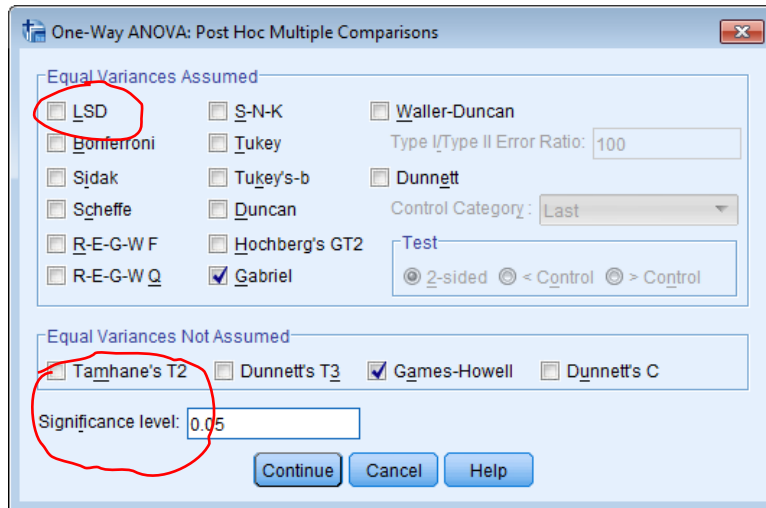 One-Way ANOVA: Post Hoc Multiple Comparisons
Equal Variances Assumed
LSD S-N-K Waller-Duncan
Bonferroni Tukey Type I/Type II Error Ratio: 100
Sidak Tukey's-b Dunnett
Scheffe Duncan Control Category : Last
R-E-G-W F Hochberg's GT2 Test
R-E-G-W Q Gabriel 2-sided < Control > Control
Equal Variances Not Assumed
Tamhane's T2 Dunnett's T3 Games-Howell Dunnett's C
Significance level: 0.05
Continue Cancel Help